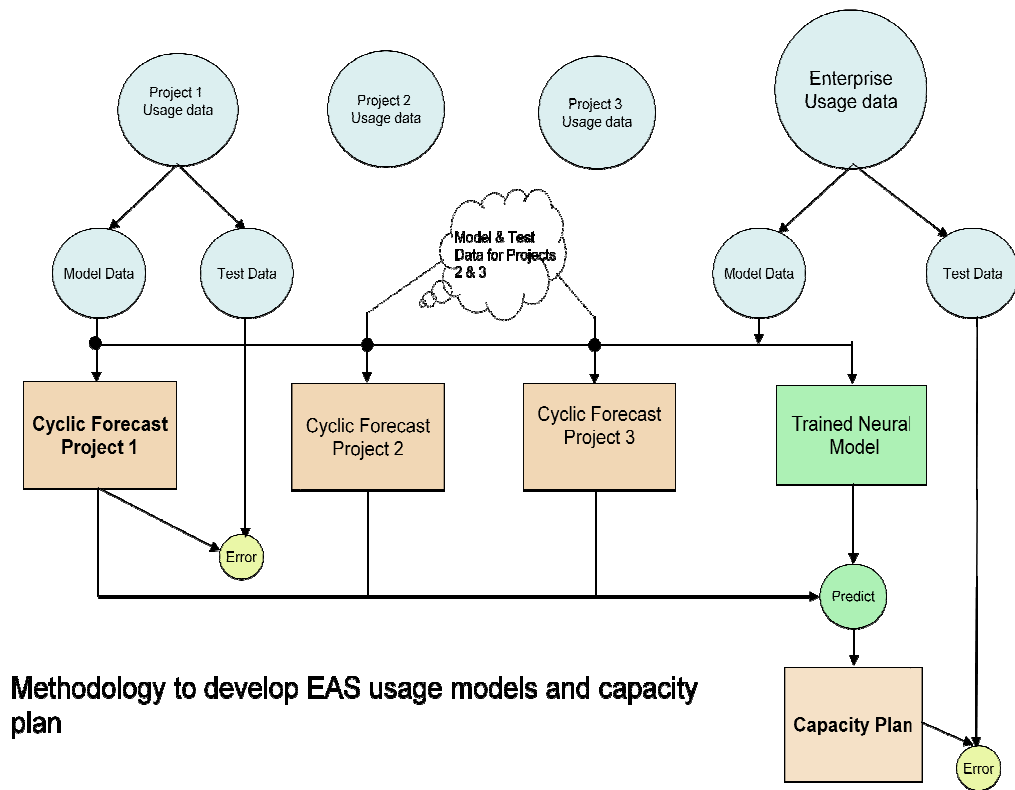 Project 1
Usage data
Project 2
Usage data
Project 3
Usage data
Enterprise
Usage data
Model Data
Test Data
Model & Test
Data for Projects
2 & 3
Model Data
Test Data
Cyclic Forecast
Project 1
Cyclic Forecast
Project 2
Cyclic Forecast
Project 3
Trained Neural
Model
Error
Predict
Methodology to develop EAS usage models and capacity
plan
Capacity Plan
Error